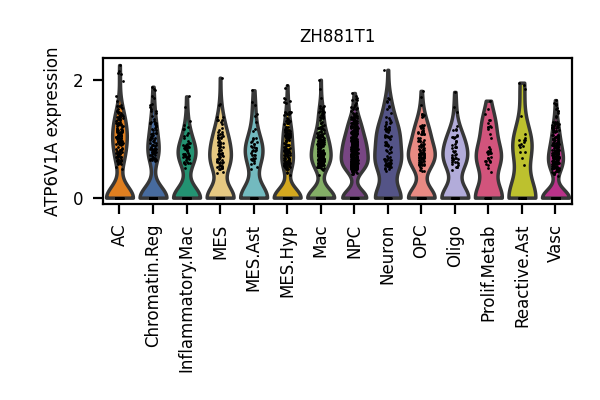 ZH881T1
ATP6V1A expression
2
0
AC
Chromatin.Reg
Inflammatory.Mac
MES
MES.Ast
MES.Hyp
Mac
NPC
Neuron
OPC
Oligo
Prolif.Metab
Reactive.Ast
Vasc